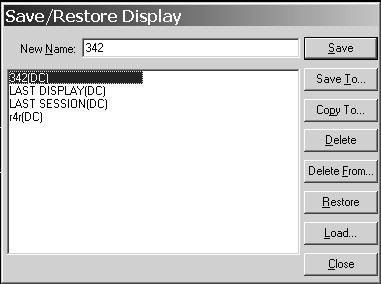 Save/Restore Display
New Name: 342
Save
342(DC)
LAST DISPLAY(DC)
LAST SESSION(DC)
r4r(DC)
Save To...
Copy To...
Delete
Delete From...
Restore
Load...
Close